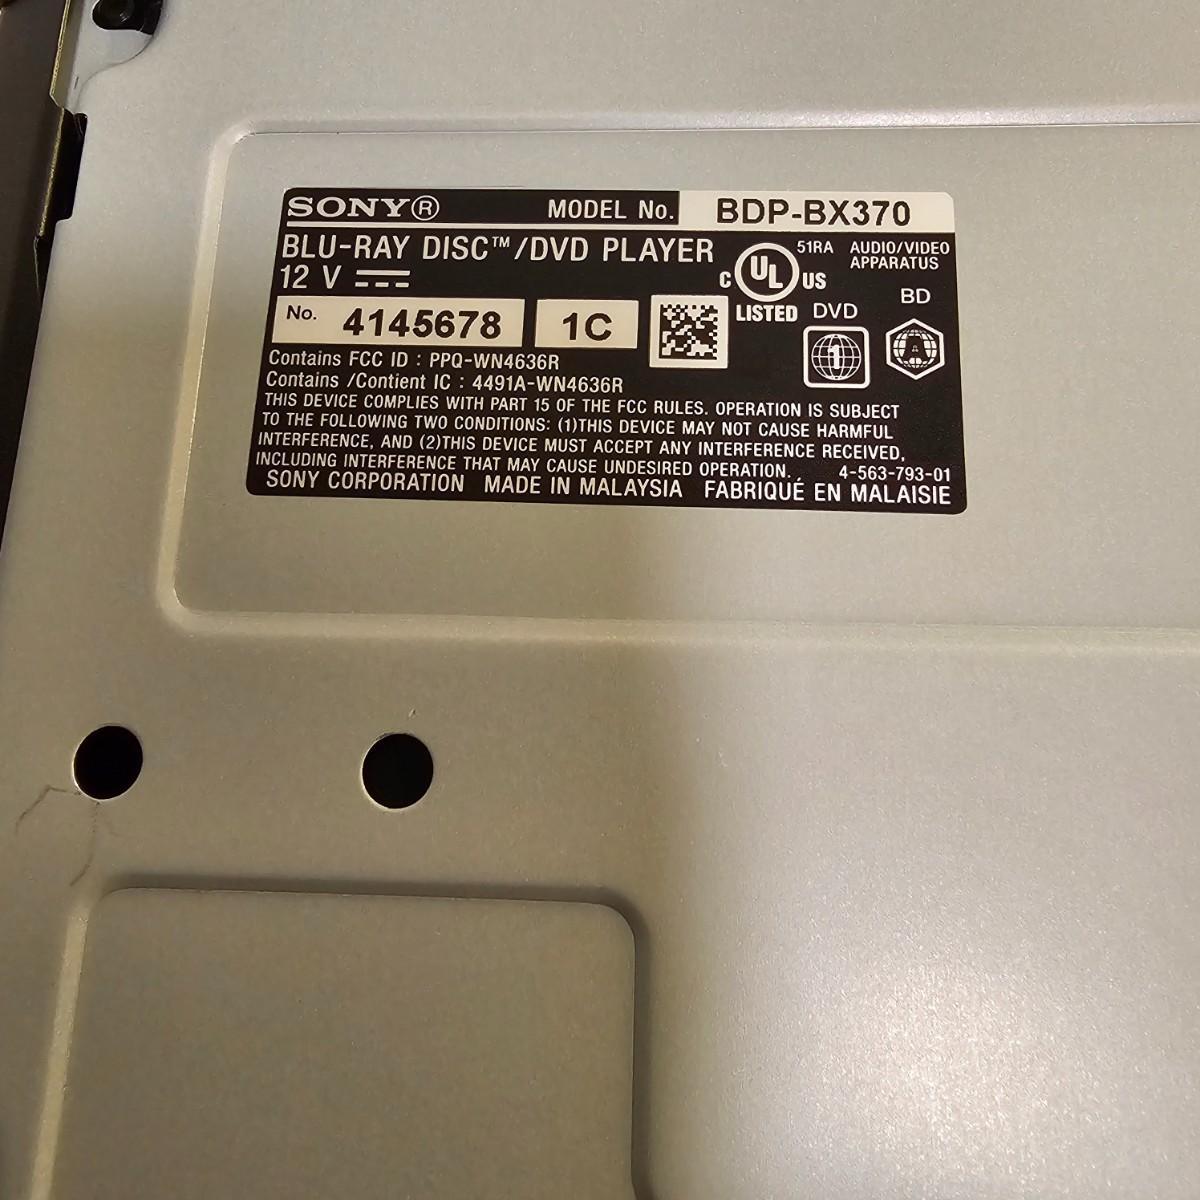 SONY® MODEL No. BDP-BX370
BLU-RAY DISC™/DVD PLAYER
12 V
51RA AUDIO/VIDEO
APPARATUS
C UL US
LISTED
DVD
1
BD
A
No. 4145678 1C
Contains FCC ID : PPQ-WN4636R
Contains /Contient IC : 4491A-WN4636R
THIS DEVICE COMPLIES WITH PART 15 OF THE FCC RULES. OPERATION IS SUBJECT
TO THE FOLLOWING TWO CONDITIONS: (1)THIS DEVICE MAY NOT CAUSE HARMFUL
INTERFERENCE, AND (2)THIS DEVICE MUST ACCEPT ANY INTERFERENCE RECEIVED,
INCLUDING INTERFERENCE THAT MAY CAUSE UNDESIRED OPERATION. 4-563-793-01
SONY CORPORATION MADE IN MALAYSIA FABRIQUÉ EN MALAISIE